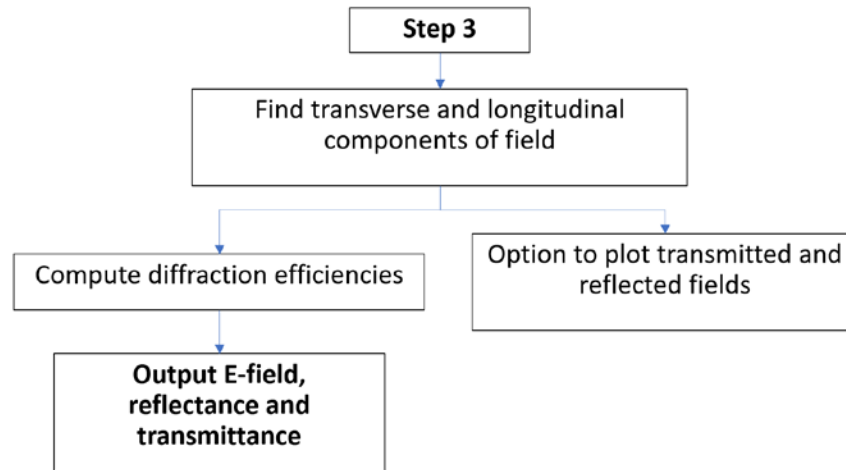 Step 3
Find transverse and longitudinal
components of field
Compute diffraction efficiencies
Option to plot transmitted and
reflected fields
Output E-field,
reflectance and
transmittance